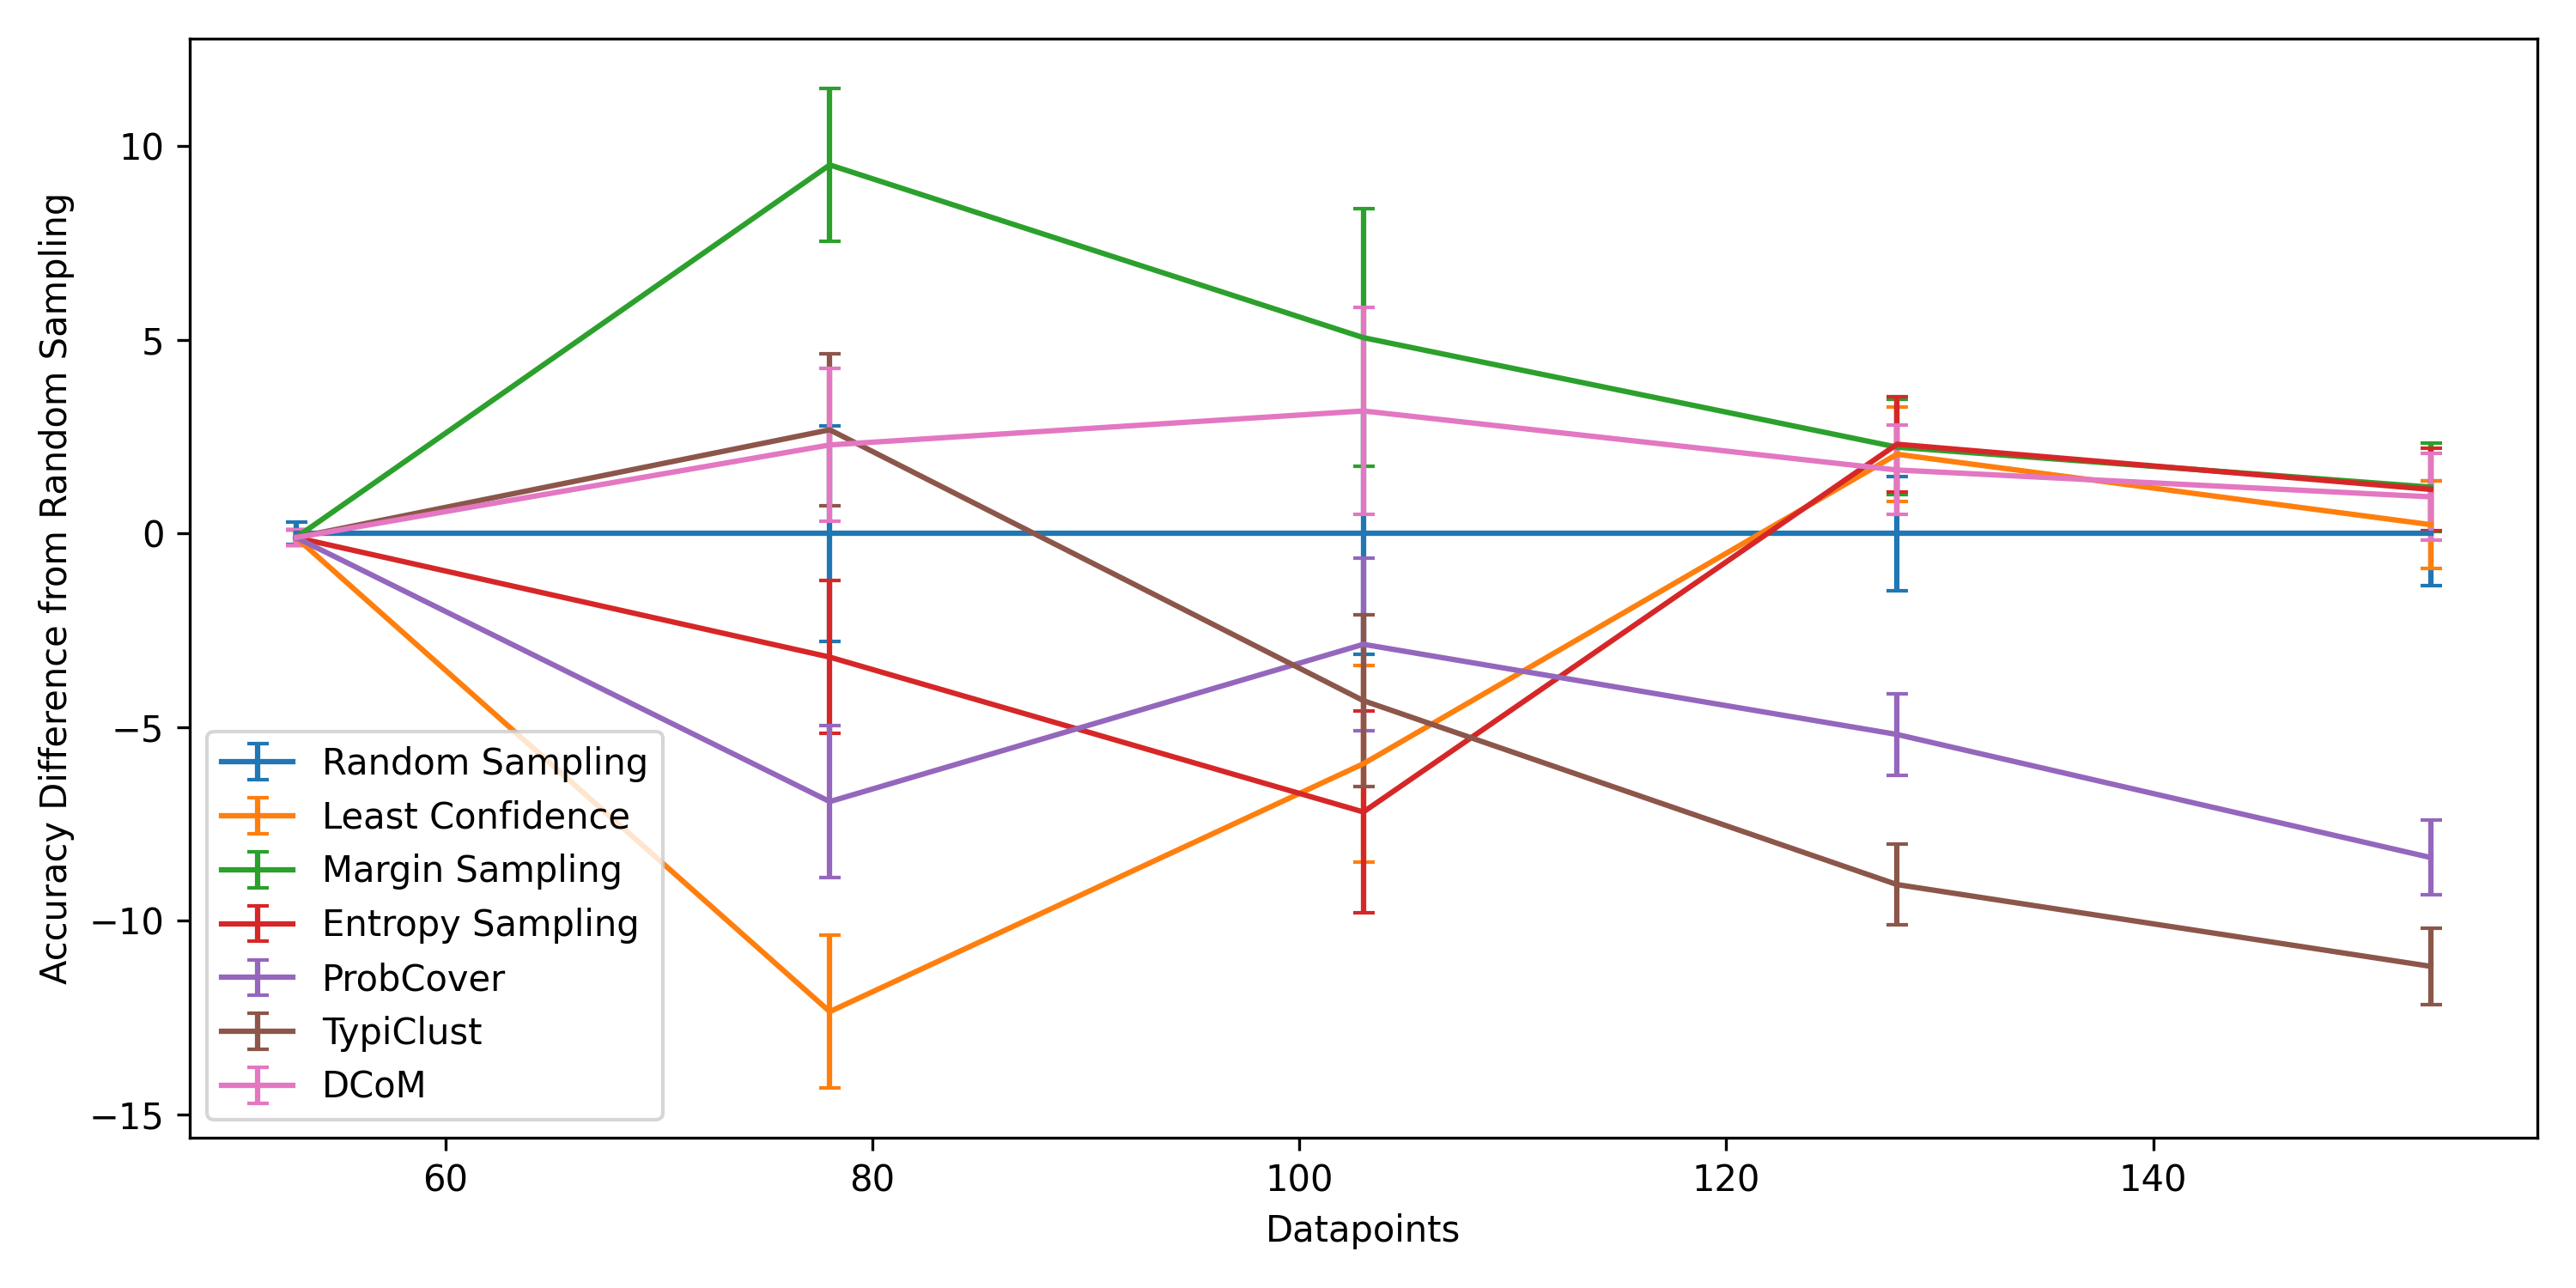 Accuracy Difference from Random Sampling
10
5
0
−5
−10
−15
Random Sampling
Least Confidence
Margin Sampling
Entropy Sampling
ProbCover
TypiClust
DCoM
60 80 100 120 140
Datapoints